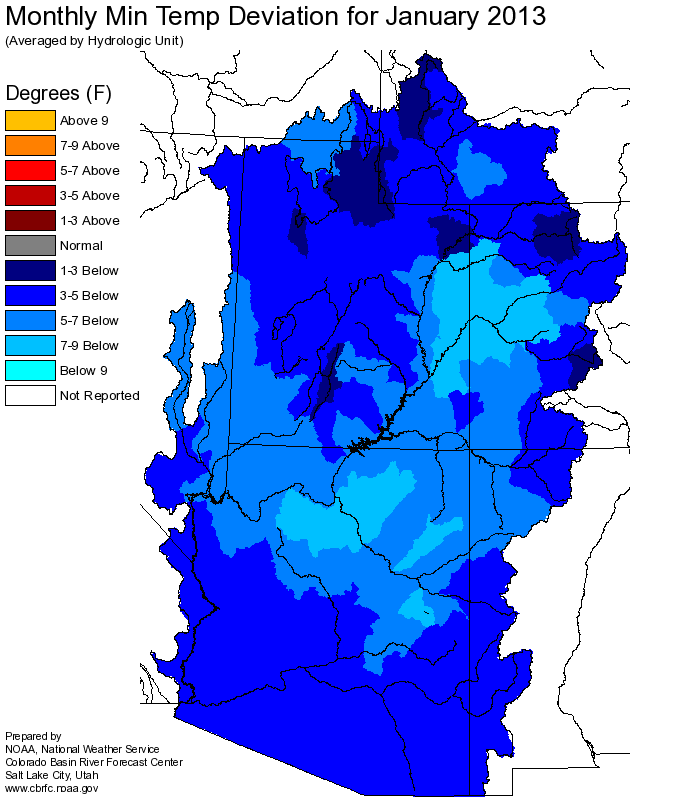 Monthly Min Temp Deviation for January 2013
(Averaged by Hydrologic Unit)
Degrees (F)
Above 9
7-9 Above
5-7 Above
3-5 Above
1-3 Above
Normal
1-3 Below
3-5 Below
5-7 Below
7-9 Below
Below 9
Not Reported
Prepared by
NOAA, National Weather Service
Colorado Basin River Forecast Center
Salt Lake City, Utah
www.cbrfc.noaa.gov